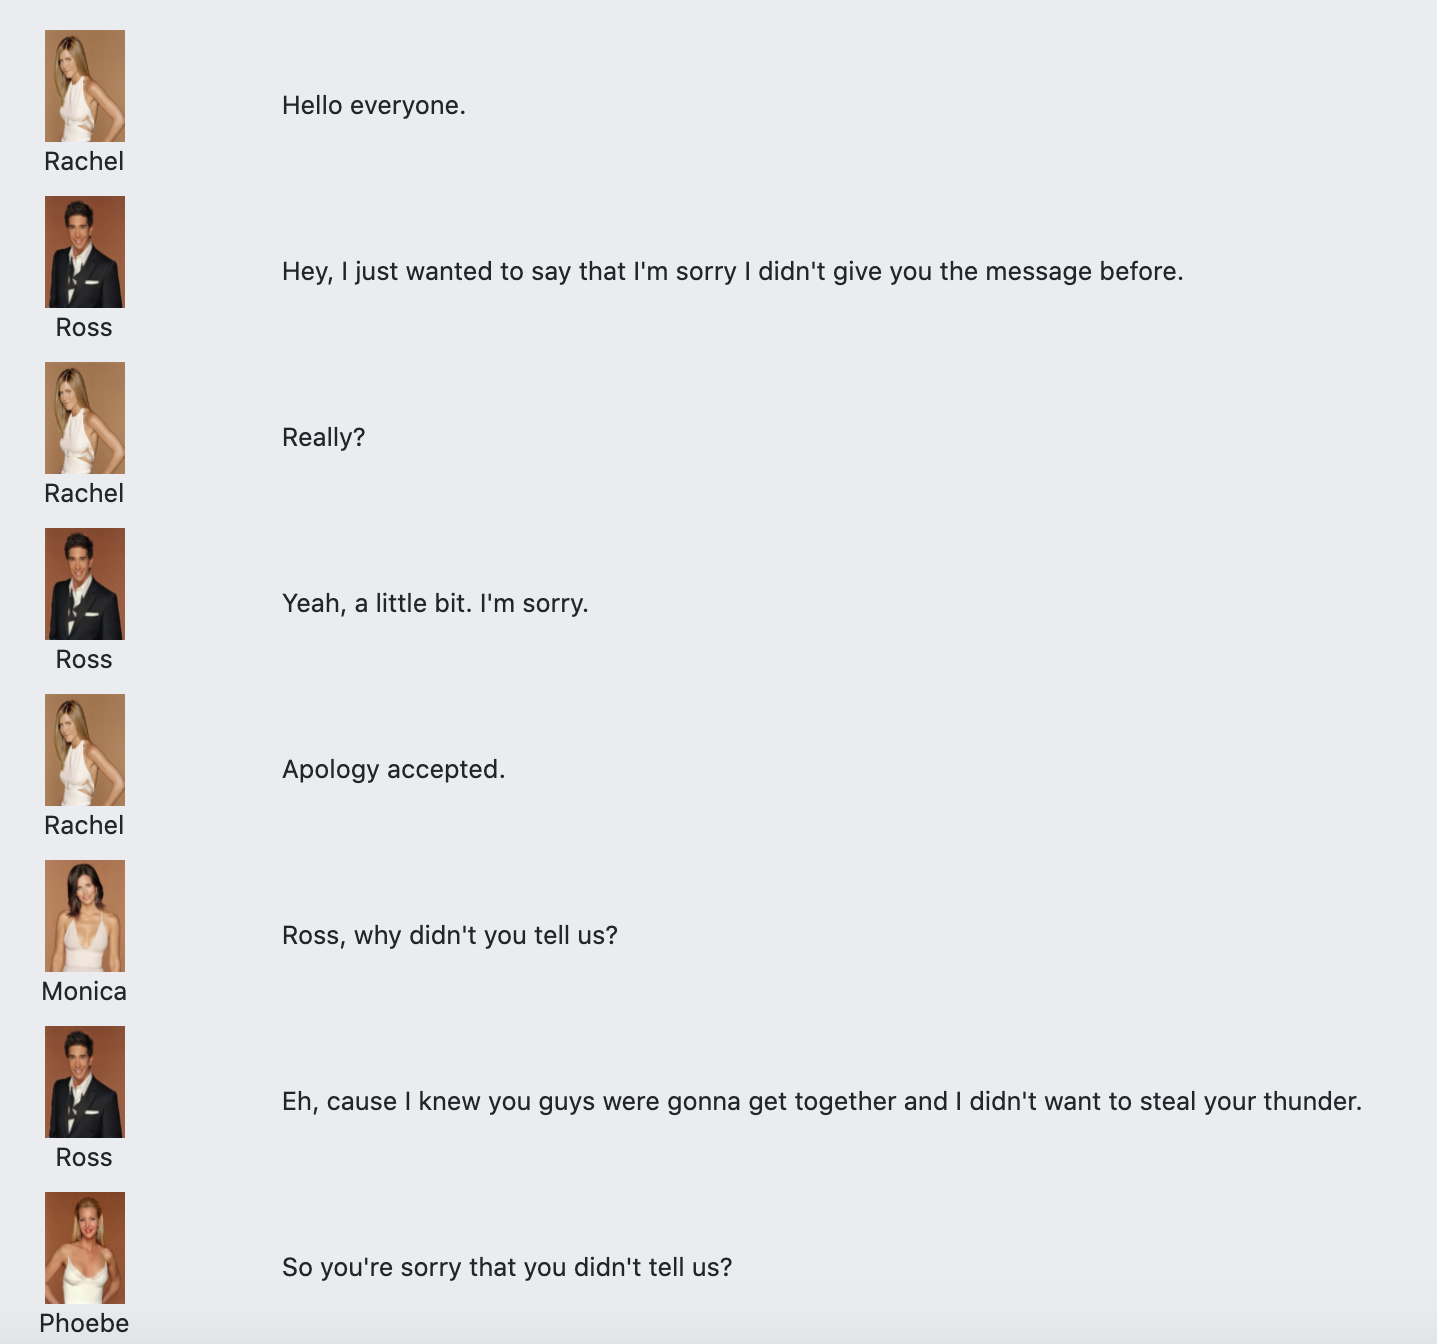 Hello everyone.
Rachel
Hey, I just wanted to say that I'm sorry I didn't give you the message before.
Ross
Really?
Rachel
Yeah, a little bit. I'm sorry.
Ross
Apology accepted.
Rachel
Ross, why didn't you tell us?
Monica
Eh, cause I knew you guys were gonna get together and I didn't want to steal your thunder.
Ross
So you're sorry that you didn't tell us?
Phoebe